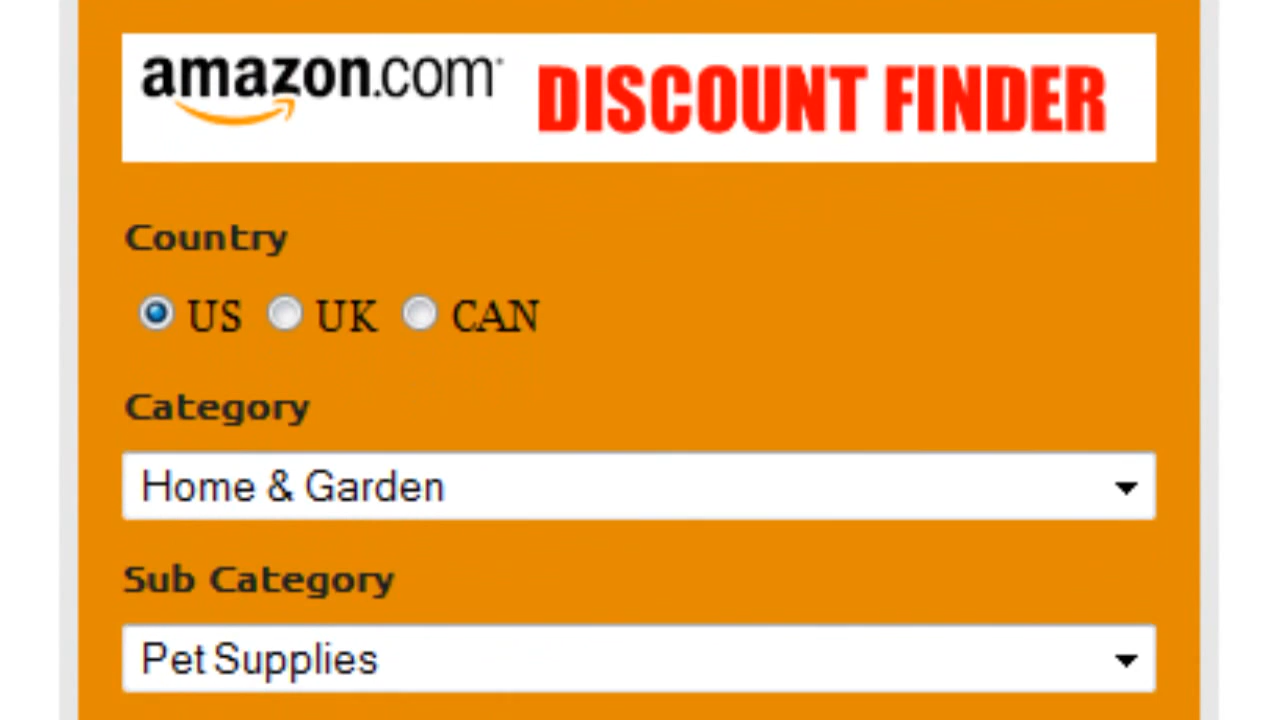 amazon.com DISCOUNT FINDER
Country
US UK CAN
Category
Home & Garden
Sub Category
Pet Supplies